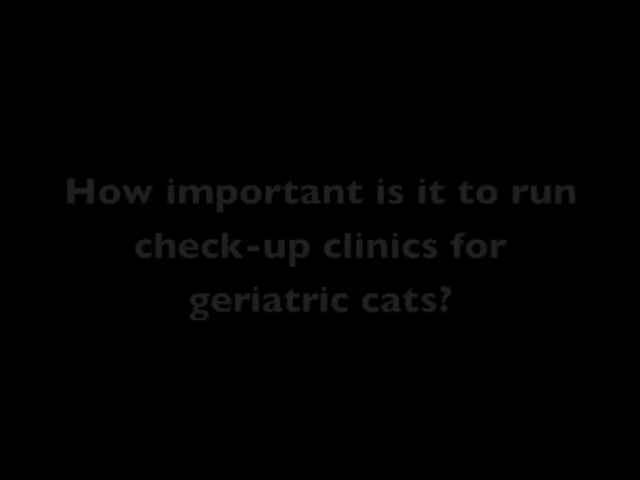 How important is it to run
check-up clinics for
geriatric cats?